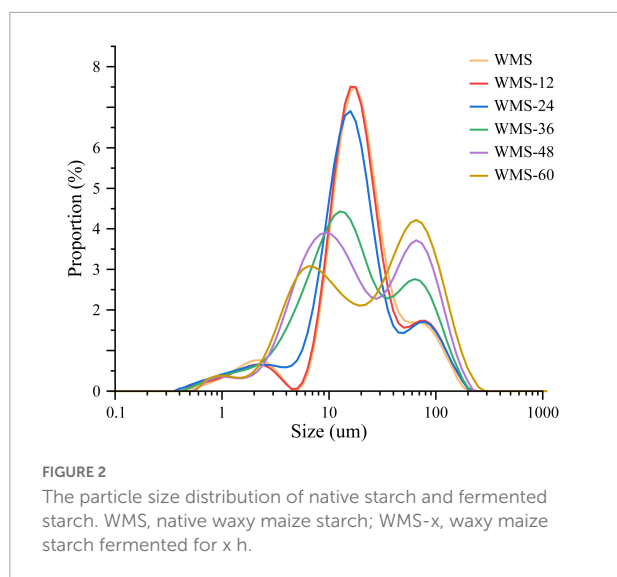 WMS
WMS-12
WMS-24
WMS-36
WMS-48
WMS-60
Proportion (%)
8
7
6
5
4
3
2
1
0
0.1 1 10 100 1000
Size (um)
FIGURE 2
The particle size distribution of native starch and fermented
starch. WMS, native waxy maize starch; WMS-x, waxy maize
starch fermented for x h.